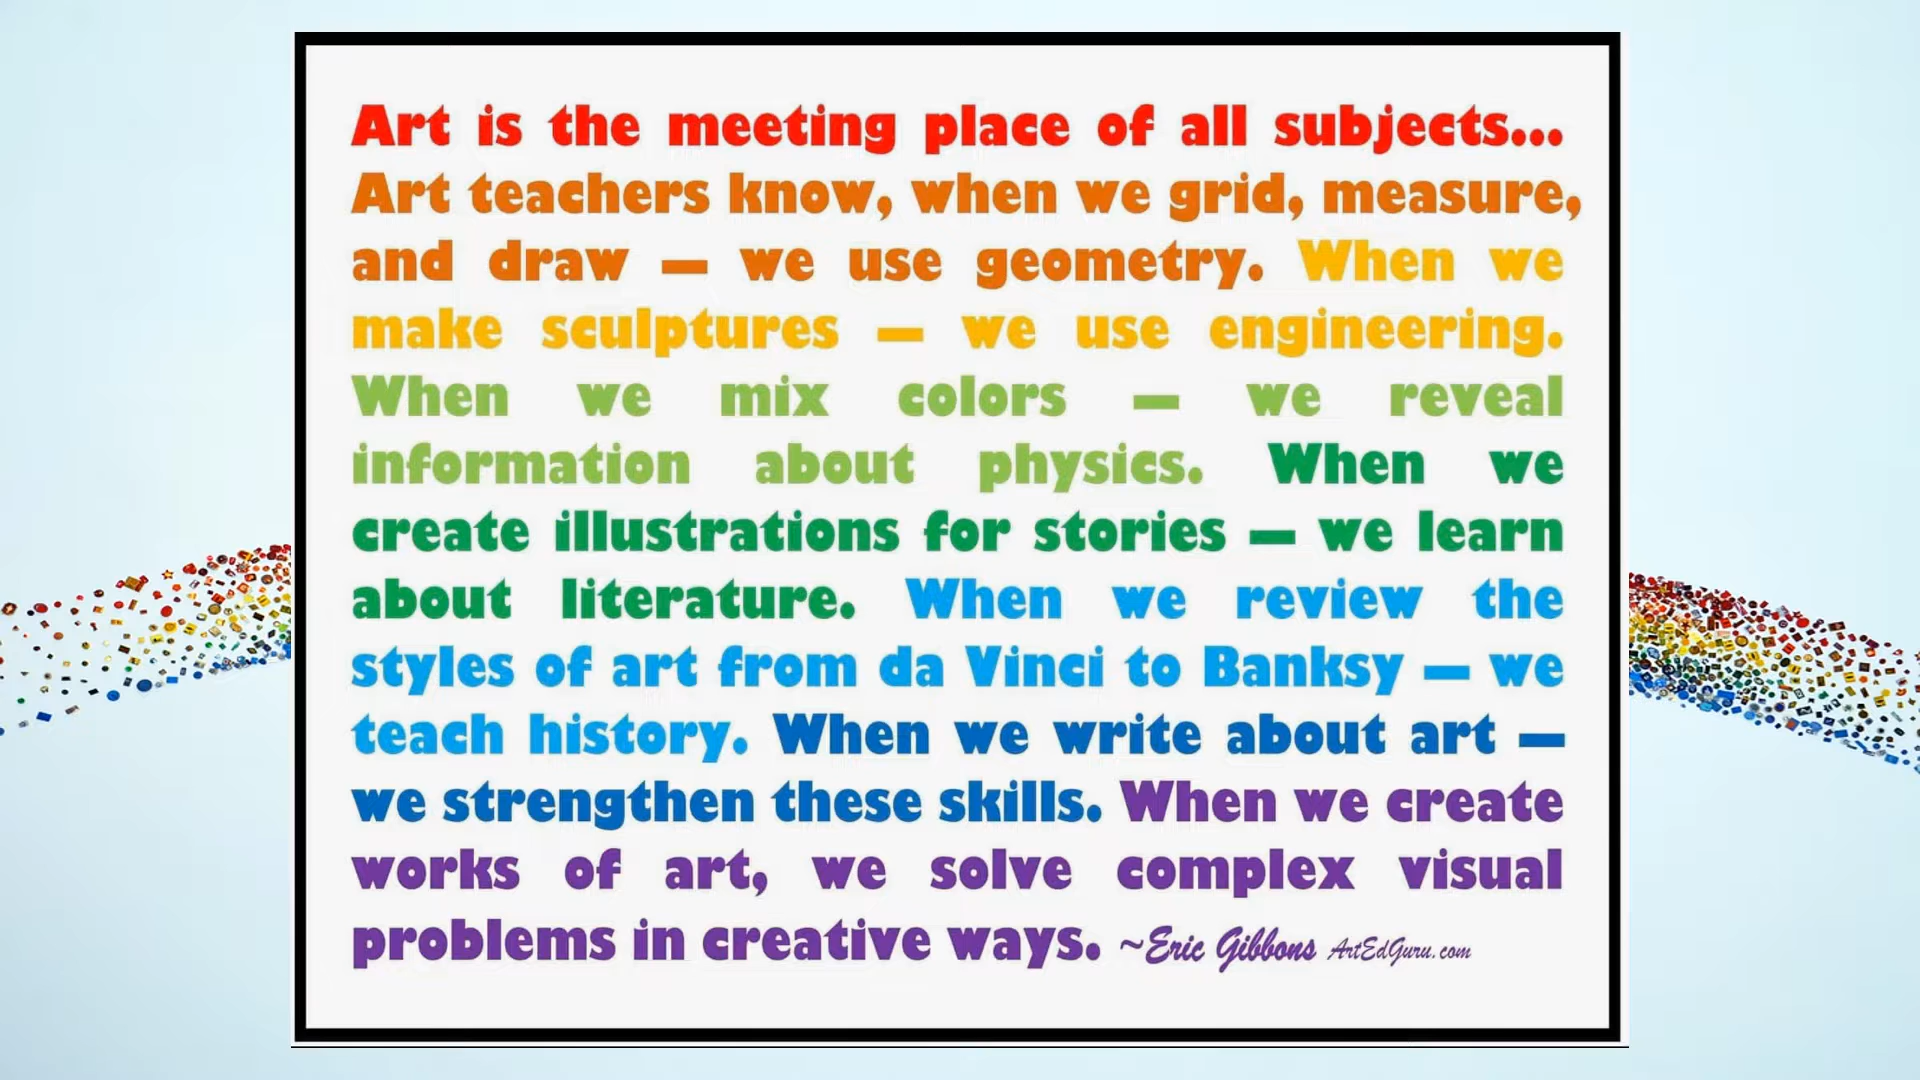 Art is the meeting place of all subjects...
Art teachers know, when we grid, measure,
and draw — we use geometry. When we
make sculptures — we use engineering.
When we mix colors — we reveal
information about physics. When we
create illustrations for stories — we learn
about literature. When we review the
styles of art from da Vinci to Banksy — we
teach history. When we write about art —
we strengthen these skills. When we create
works of art, we solve complex visual
problems in creative ways. ~Eric Gibbons ArtEdGuru.com